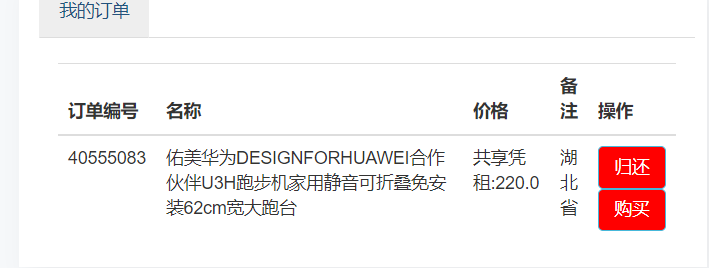 我的订单
订单编号 名称 价格 备注 操作
40555083 佑美华为DESIGNFORHUAWEI合作 共享凭 湖 归还
伙伴U3H跑步机家用静音可折叠免安 租:220.0 北
装62cm宽大跑台 省 购买